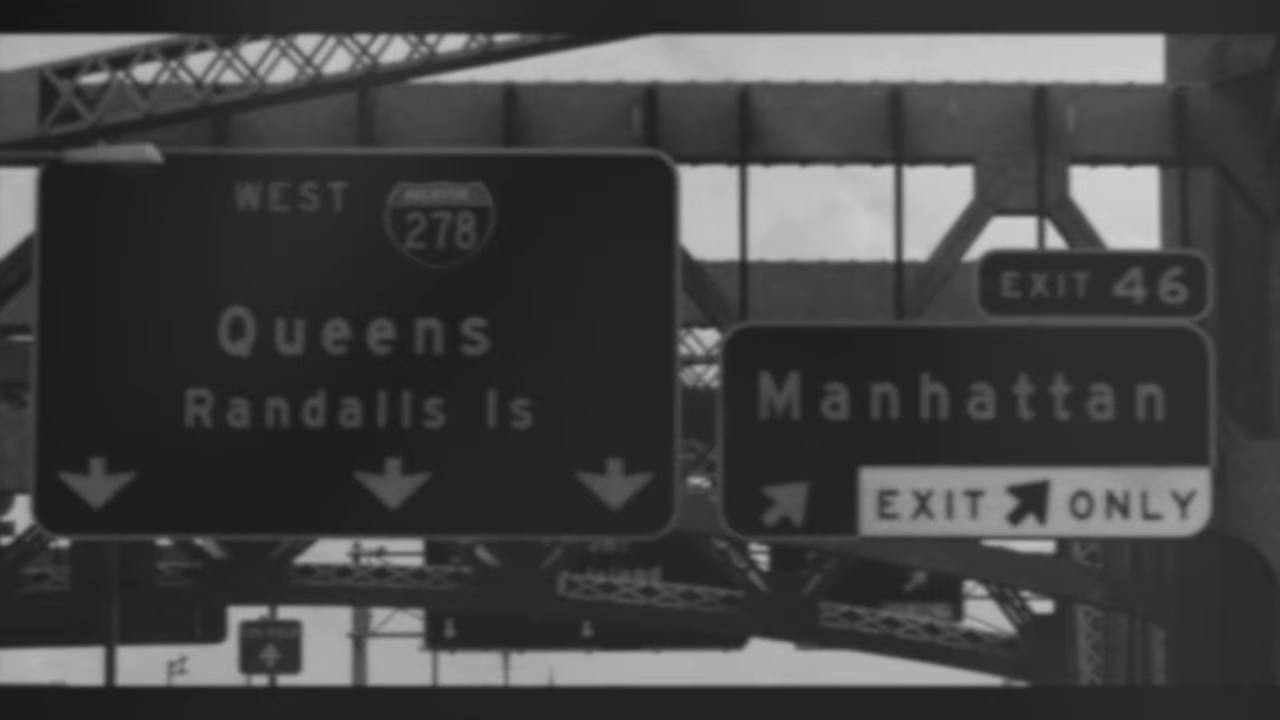 WEST 278
Queens
Randalls Is
EXIT 46
Manhattan
EXIT ONLY